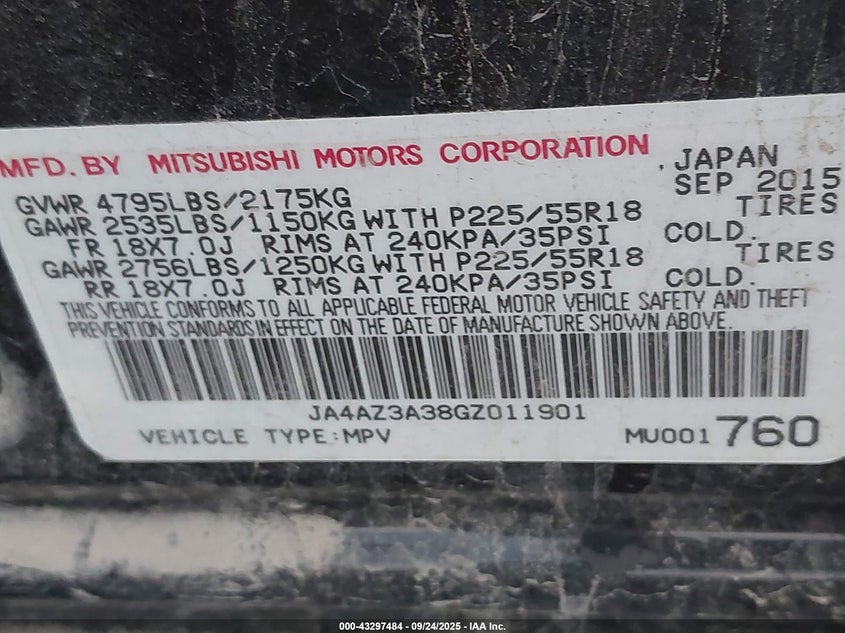 MFD. BY MITSUBISHI MOTORS CORPORATION , JAPAN
GVWR 4795LBS/2175KG SEP 2015
GAWR 2535LBS/1150KG WITH P225/55R18 TIRES
FR 18X7.0J RIMS AT 240KPA/35PSI COLD.
GAWR 2756LBS/1250KG WITH P225/55R18 TIRES
RR 18X7.0J RIMS AT 240KPA/35PSI COLD.
THIS VEHICLE CONFORMS TO ALL APPLICABLE FEDERAL MOTOR VEHICLE SAFETY AND THEFT
PREVENTION STANDARDS IN EFFECT ON THE DATE OF MANUFACTURE SHOWN ABOVE.
JA4AZ3A38GZ011901
VEHICLE TYPE:MPV MU001760
000-43297484 - 09/24/2025 - IAA, Inc.